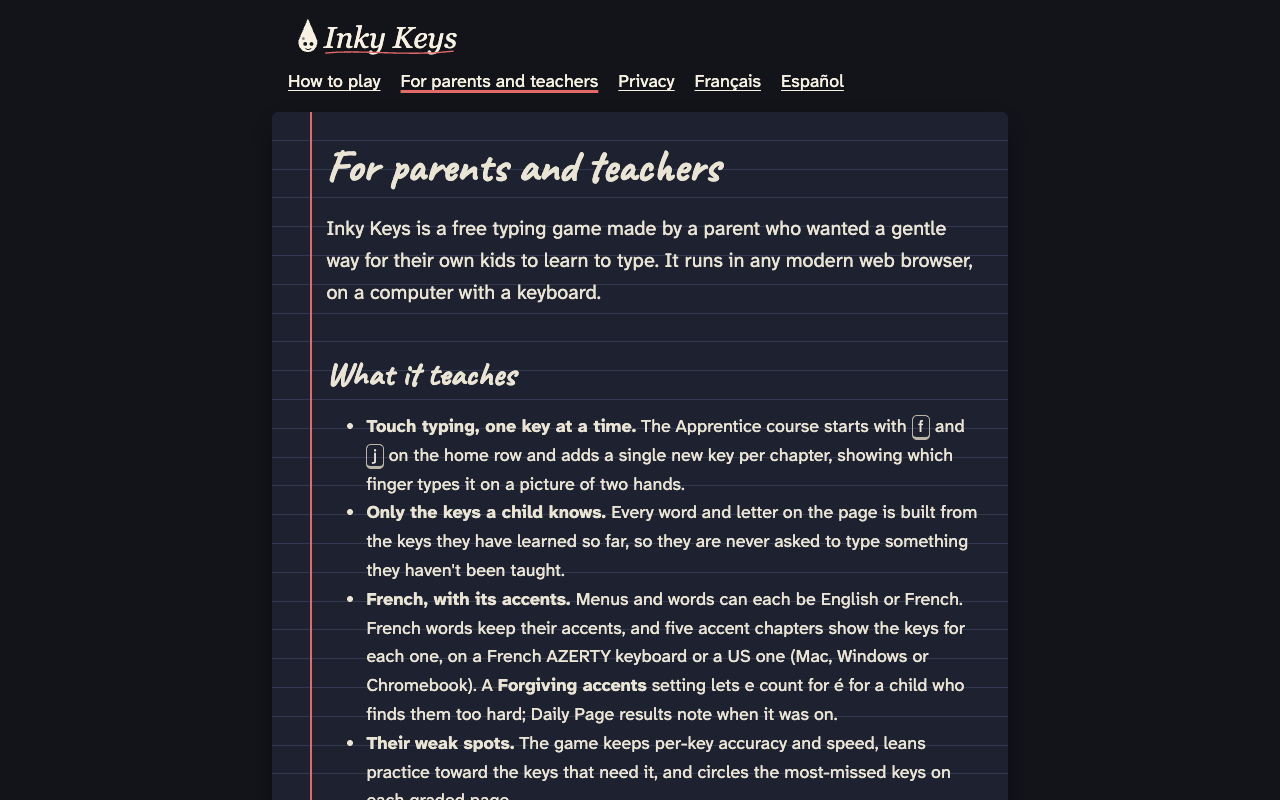 Inky Keys
How to play For parents and teachers Privacy Français Español
For parents and teachers
Inky Keys is a free typing game made by a parent who wanted a gentle
way for their own kids to learn to type. It runs in any modern web browser,
on a computer with a keyboard.
What it teaches
• Touch typing, one key at a time. The Apprentice course starts with f and
j on the home row and adds a single new key per chapter, showing which
finger types it on a picture of two hands.
• Only the keys a child knows. Every word and letter on the page is built from
the keys they have learned so far, so they are never asked to type something
they haven't been taught.
• French, with its accents. Menus and words can each be English or French.
French words keep their accents, and five accent chapters show the keys for
each one, on a French AZERTY keyboard or a US one (Mac, Windows or
Chromebook). A Forgiving accents setting lets e count for é for a child who
finds them too hard; Daily Page results note when it was on.
• Their weak spots. The game keeps per-key accuracy and speed, leans
practice toward the keys that need it, and circles the most-missed keys on
each graded page.